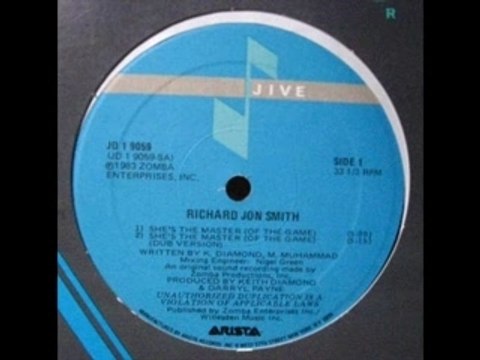 R
JIVE
JD 1 9059
(JD 1 9059-SA)
℗1983 ZOMBA
ENTERPRISES, INC.
SIDE 1
33 1/3 RPM
RICHARD JON SMITH
1) SHE'S THE MASTER (OF THE GAME)
2) SHE'S THE MASTER (OF THE GAME)
(DUB VERSION)
WRITTEN BY K. DIAMOND, M. MUHAMMAD
Mixing Engineer: Nigel Green
An original sound recording made by
Zomba Productions, Inc.
PRODUCED BY KEITH DIAMOND
& DARRYL PAYNE
UNAUTHORIZED DUPLICATION IS A
VIOLATION OF APPLICABLE LAWS
Published by Zomba Enterprises Inc/
Willesden Music Inc.
ARISTA